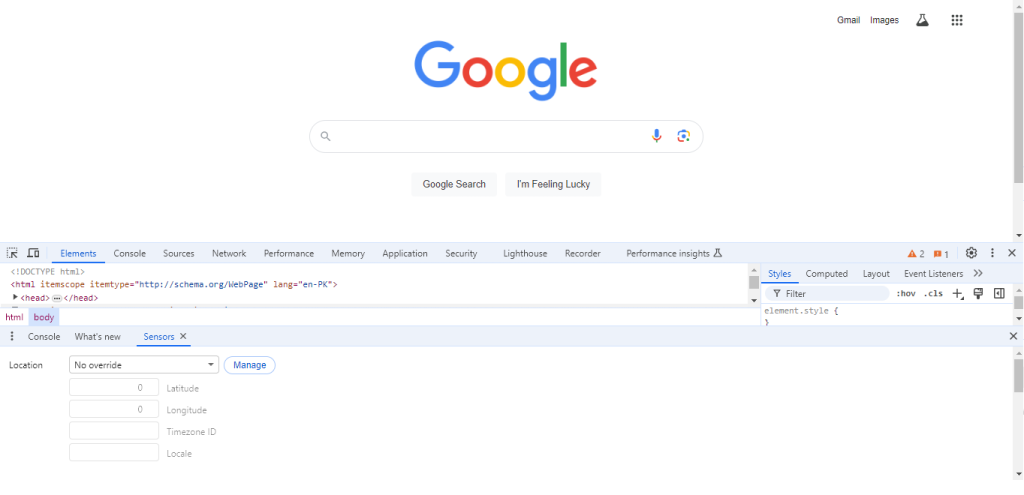 Gmail Images
Google
Google Search I'm Feeling Lucky
Elements Console Sources Network Performance Memory Application Security Lighthouse Recorder Performance insights 2 1
<!DOCTYPE html>
<html itemscope itemtype="http://schema.org/WebPage" lang="en-PK">
<head> … </head>
html body
Styles Computed Layout Event Listeners
Filter :hov .cls
element.style {
}
Console What's new Sensors
Location No override Manage
0 Latitude
0 Longitude
Timezone ID
Locale